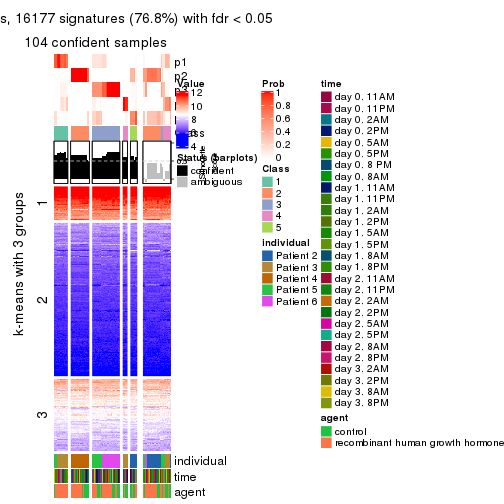 s, 16177 signatures (76.8%) with fdr < 0.05
104 confident samples
p1
p2
p3
Value
12
10
8
6
4
Status (barplots)
confident
ambiguous
k-means with 3 groups
1
2
3
individual
time
agent
Prob
1
0.8
0.6
0.4
0.2
0
Class
1
2
3
4
5
individual
Patient 2
Patient 3
Patient 4
Patient 5
Patient 6
time
day 0. 11AM
day 0. 11PM
day 0. 2AM
day 0. 2PM
day 0. 5AM
day 0. 5PM
day 0. 8 PM
day 0. 8AM
day 1. 11AM
day 1. 11PM
day 1. 2AM
day 1. 2PM
day 1. 5AM
day 1. 5PM
day 1. 8AM
day 1. 8PM
day 2. 11AM
day 2. 11PM
day 2. 2AM
day 2. 2PM
day 2. 5AM
day 2. 5PM
day 2. 8AM
day 2. 8PM
day 3. 2AM
day 3. 2PM
day 3. 8AM
day 3. 8PM
agent
control
recombinant human growth hormone